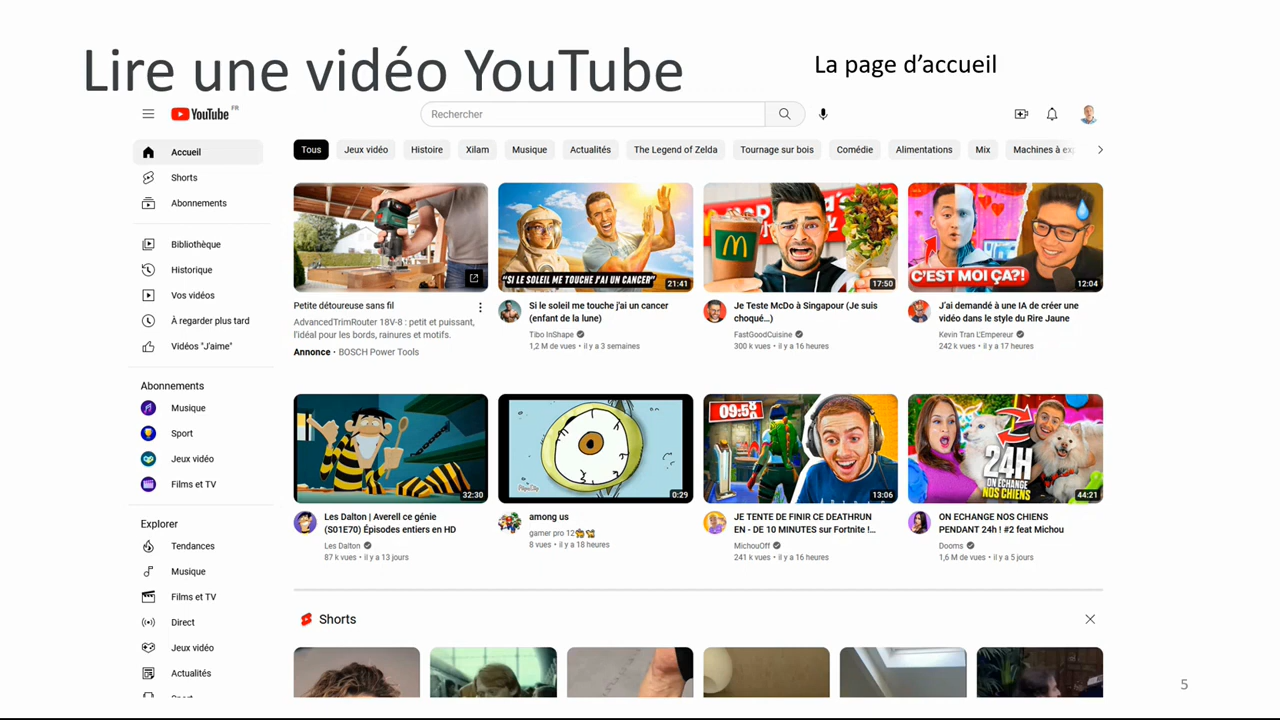 Lire une vidéo YouTube
La page d’accueil
YouTube FR
Rechercher
Accueil
Shorts
Abonnements
Bibliothèque
Historique
Vos vidéos
À regarder plus tard
Vidéos "J'aime"
Abonnements
Musique
Sport
Jeux vidéo
Films et TV
Explorer
Tendances
Musique
Films et TV
Direct
Jeux vidéo
Actualités
Tous Jeux vidéo Histoire Xilam Musique Actualités The Legend of Zelda Tournage sur bois Comédie Alimentations Mix Machines à
Petite détoureuse sans fil
AdvancedTrimRouter 18V-8 : petit et puissant,
l'idéal pour les bords, rainures et motifs.
Annonce · BOSCH Power Tools
"SI LE SOLEIL ME TOUCHE J'AI UN CANCER"
21:41
Si le soleil me touche j'ai un cancer
(enfant de la lune)
Tibo InShape
1,2 M de vues • il y a 3 semaines
17:50
Je Teste McDo à Singapour (Je suis
choqué...)
FastGoodCuisine
300 k vues • il y a 16 heures
C'EST MOI ÇA?!
12:04
J'ai demandé à une IA de créer une
vidéo dans le style du Rire Jaune
Kevin Tran L'Empereur
242 k vues • il y a 17 heures
32:30
Les Dalton | Averell ce génie
(S01E70) Épisodes entiers en HD
Les Dalton
87 k vues • il y a 13 jours
0:29
among us
gamer pro 12
8 vues • il y a 18 heures
13:06
JE TENTE DE FINIR CE DEATHRUN
EN - DE 10 MINUTES sur Fortnite !...
MichouOff
241 k vues • il y a 16 heures
24H
ON ÉCHANGE
NOS CHIENS
44:21
ON ECHANGE NOS CHIENS
PENDANT 24h ! #2 feat Michou
Dooms
1,6 M de vues • il y a 5 jours
Shorts
5